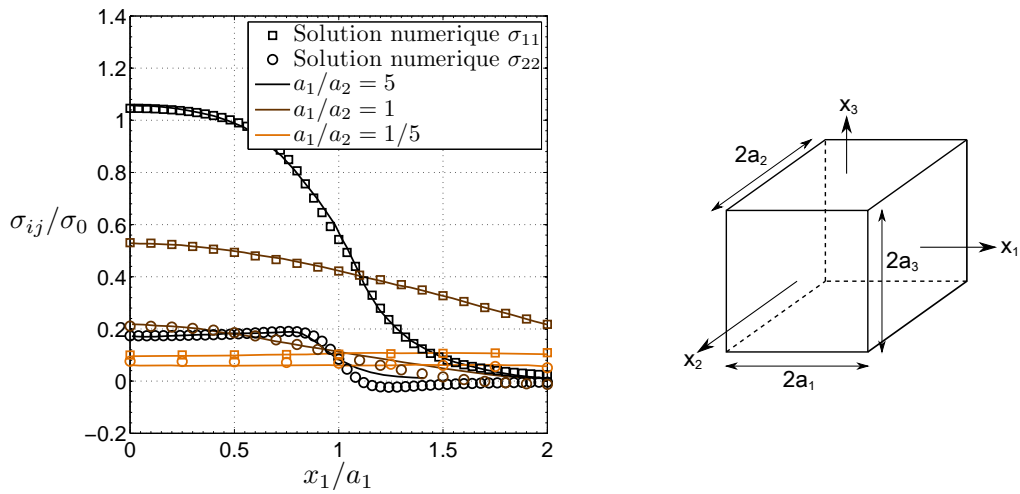 1.4
1.2
1
0.8
0.6
0.4
0.2
0
−0.2
σij/σ0
0 0.5 1 1.5 2
x1/a1
Solution numerique σ11
Solution numérique σ22
a1/a2 = 5
a1/a2 = 1
a1/a2 = 1/5
x3
2a2
x1
2a3
x2
2a1